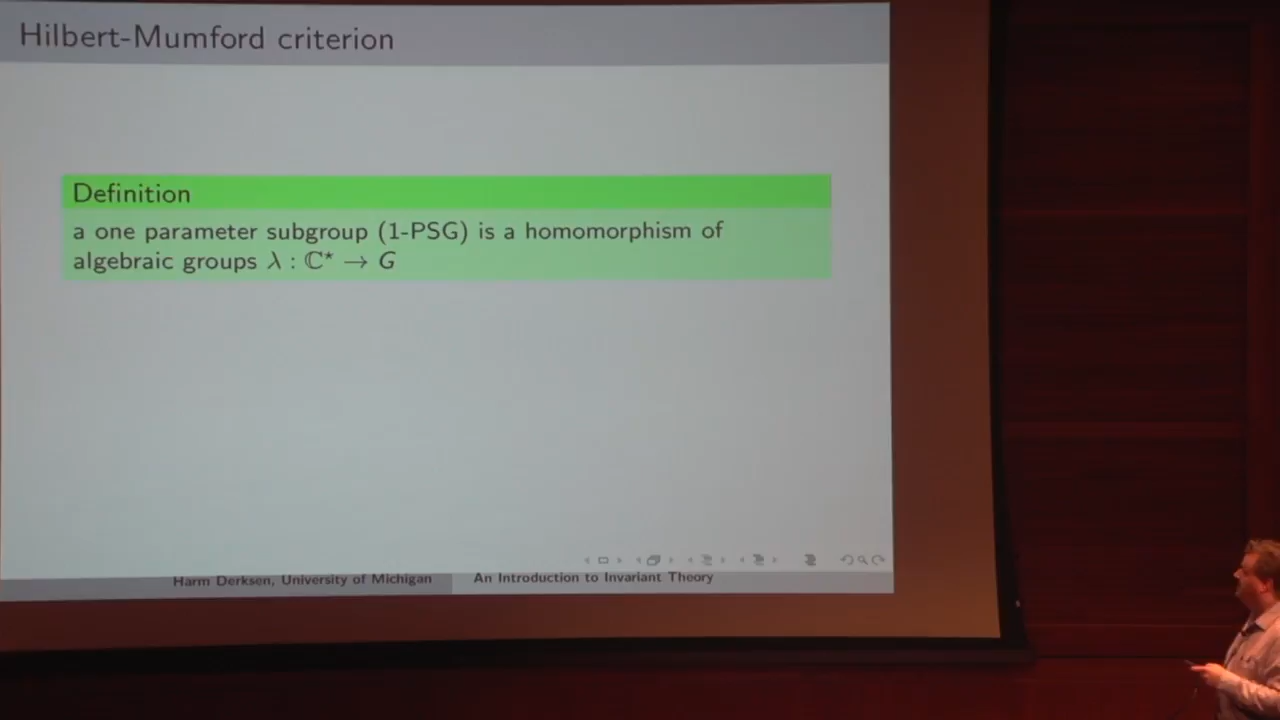 Hilbert-Mumford criterion
Definition
a one parameter subgroup (1-PSG) is a homomorphism of
algebraic groups λ : ℂ⋆ → G
Harm Derksen, University of Michigan
An Introduction to Invariant Theory